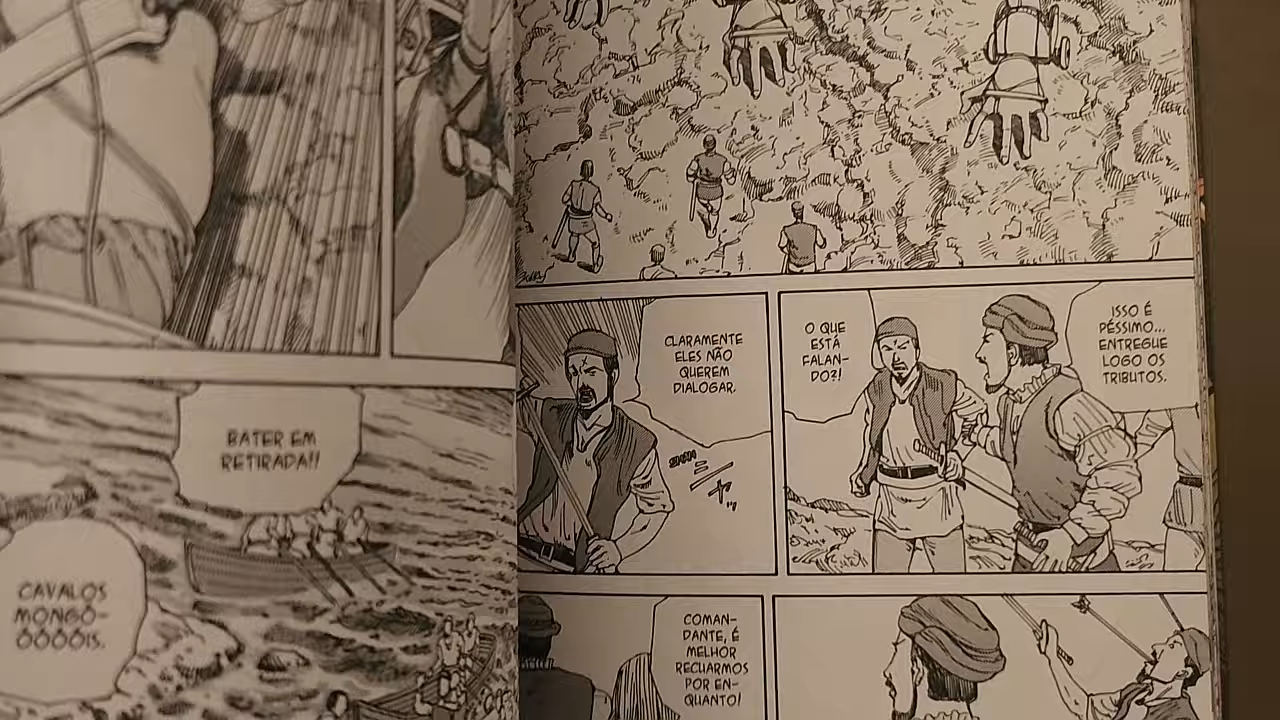 BATER EM
RETIRADA!!
CAVALOS
MONGÓ-
ÓÓÓÓIS.
CLARAMENTE
ELES NÃO
QUEREM
DIALOGAR.
O QUE
ESTÁ
FALAN-
DO?!
ISSO É
PÉSSIMO...
ENTREGUE
LOGO OS
TRIBUTOS.
COMAN-
DANTE, É
MELHOR
RECUARMOS
POR EN-
QUANTO!